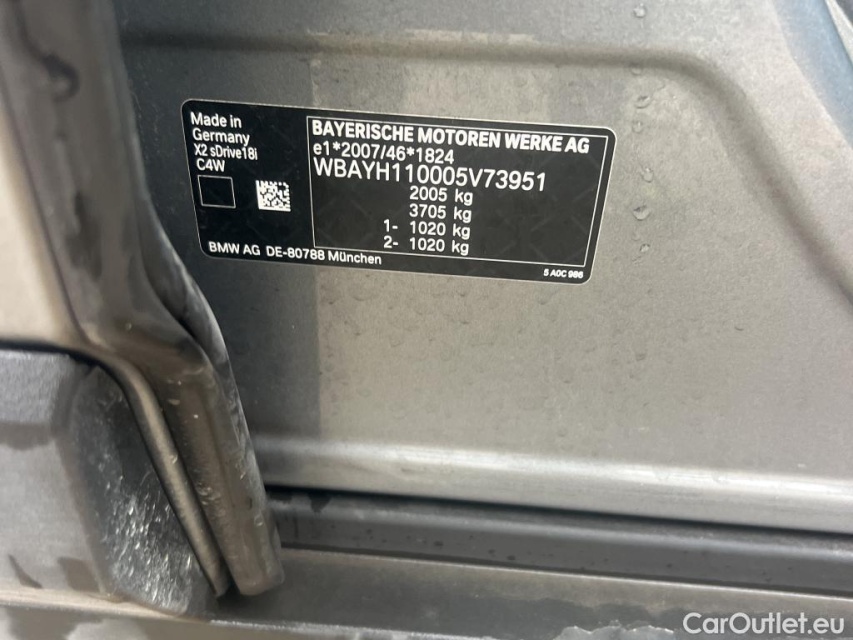 Made in
Germany
X2 sDrive18i
C4W
BAYERISCHE MOTOREN WERKE AG
e1*2007/46*1824
WBAYH110005V73951
2005 kg
3705 kg
1- 1020 kg
2- 1020 kg
BMW AG DE-80788 München
5 A0C 986
CarOutlet.eu